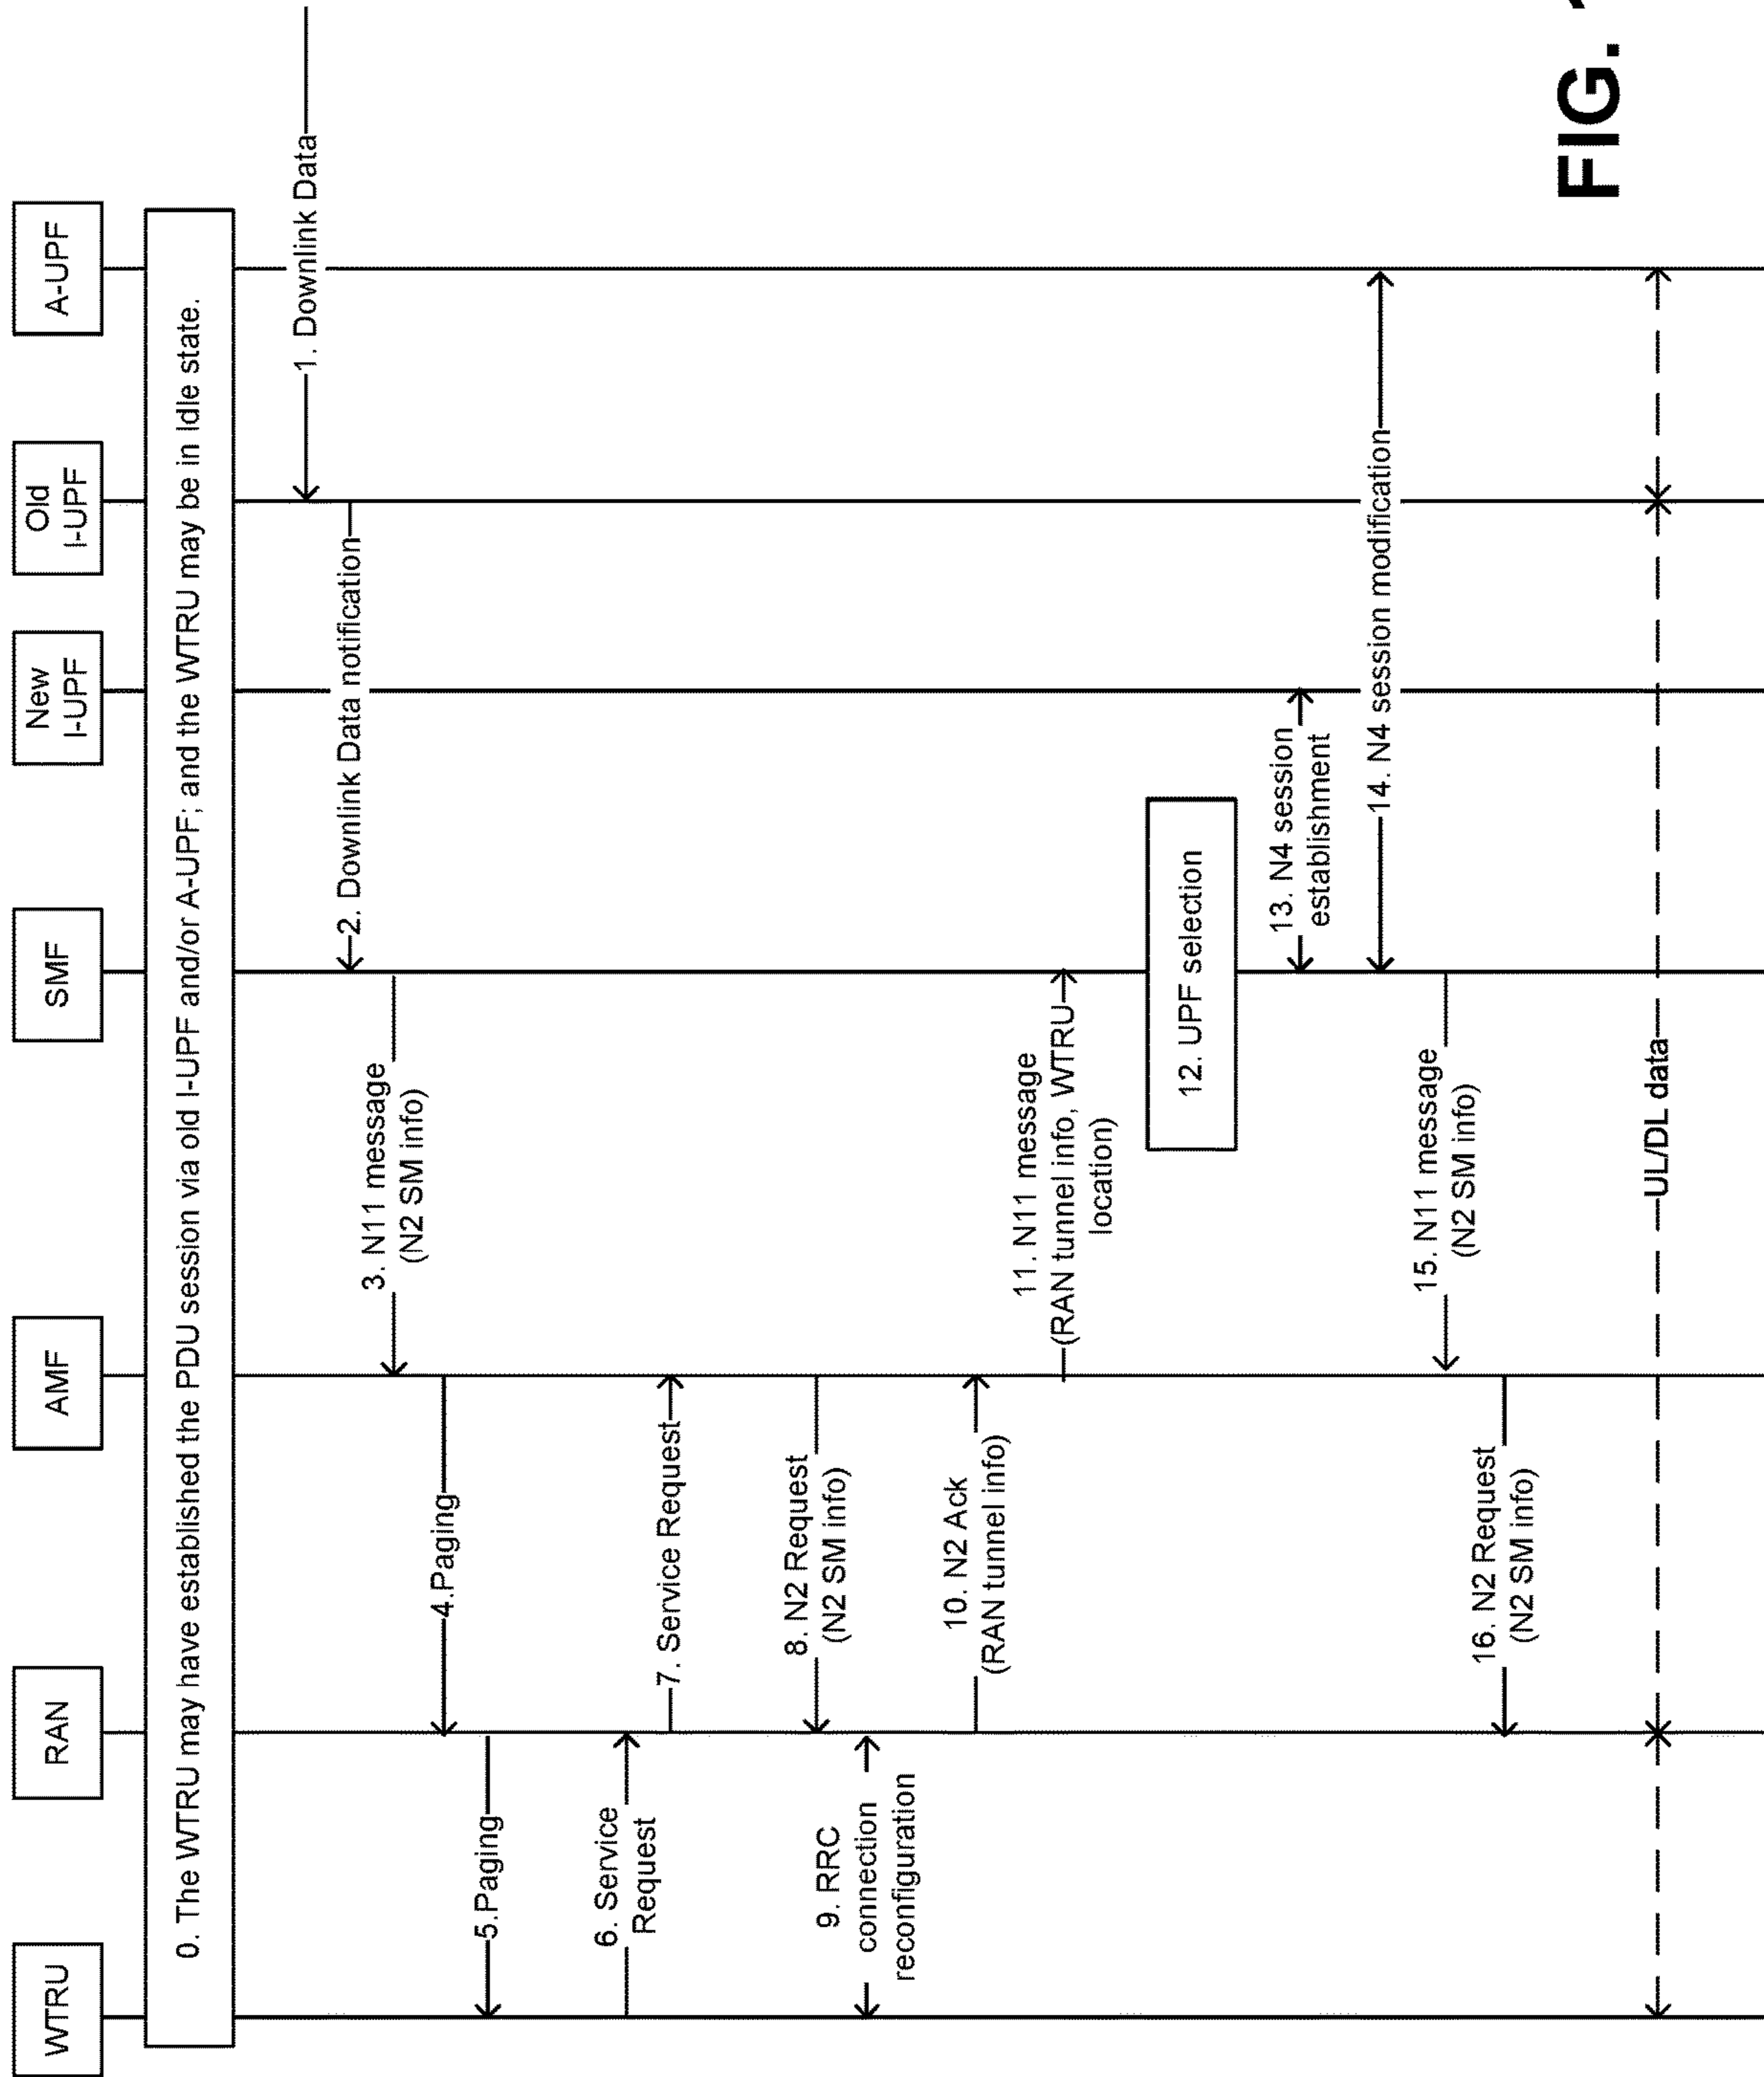 WTRU
RAN
AMF
SMF
New
I-UPF
Old
I-UPF
A-UPF
0. The WTRU may have established the PDU session via old I-UPF and/or A-UPF; and the WTRU may be in Idle state.
1. Downlink Data
2. Downlink Data notification
3. N11 message
(N2 SM info)
4.Paging
5.Paging
6. Service
Request
7. Service Request
8. N2 Request
(N2 SM info)
9. RRC
connection
reconfiguration
10. N2 Ack
(RAN tunnel info)
11. N11 message
(RAN tunnel info, WTRU
location)
12. UPF selection
13. N4 session
establishment
14. N4 session modification
15. N11 message
(N2 SM info)
16. N2 Request
(N2 SM info)
UL/DL data
FIG.